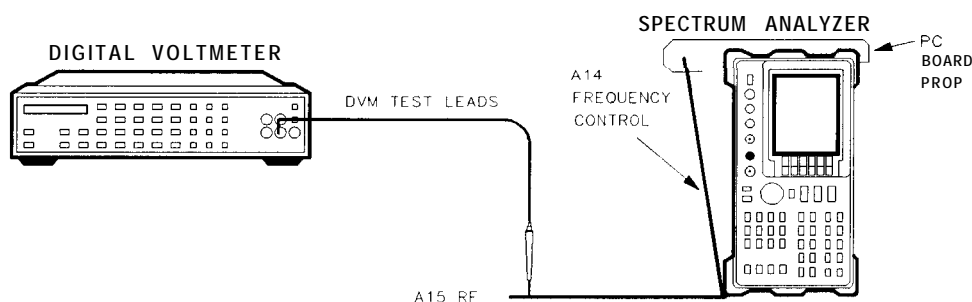 SPECTRUM ANALYZER
DIGITAL VOLTMETER
PC
BOARD
PROP
A14
FREQUENCY
CONTROL
DVM TEST LEADS
A15 RF